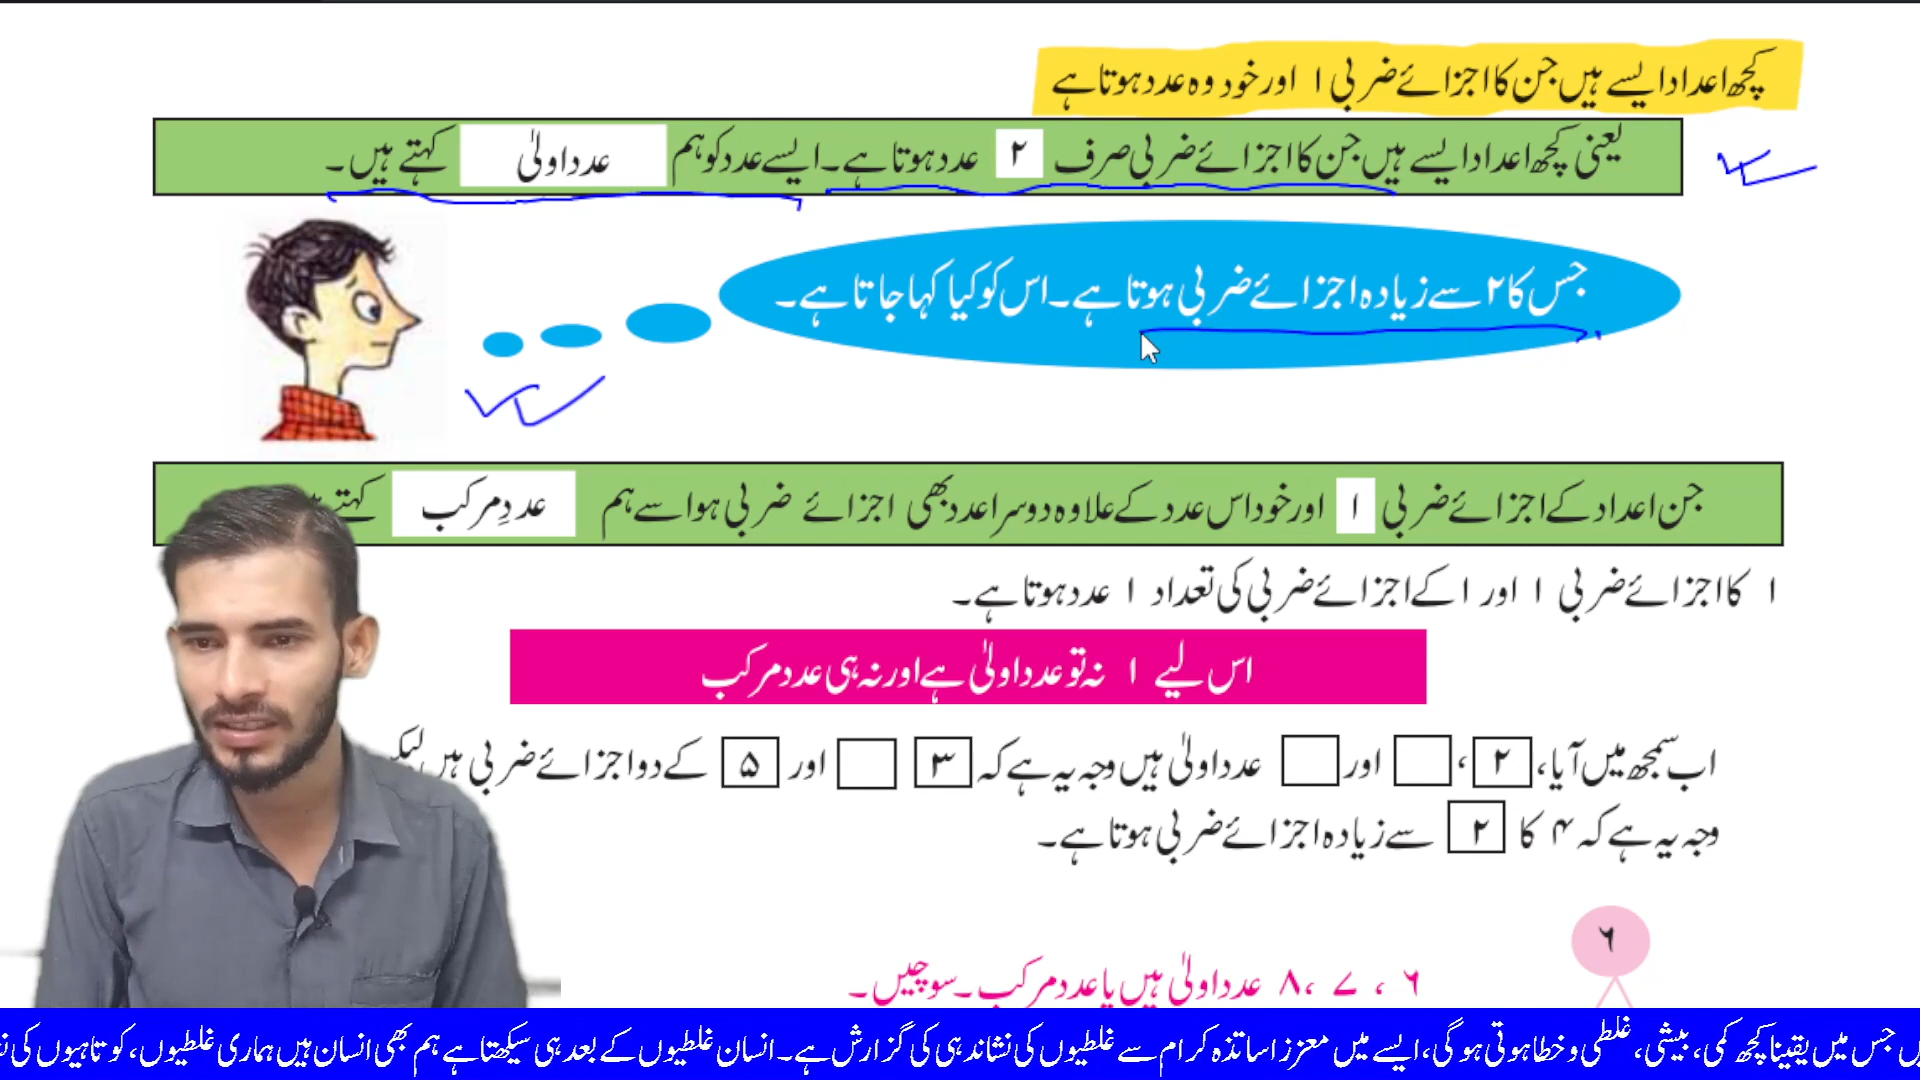 کچھ اعداد ایسے ہیں جن کا اجزائے ضربی ۱ اور خود وہ عدد ہوتا ہے
یعنی کچھ اعداد ایسے ہیں جن کا اجزائے ضربی صرف ۲ عدد ہوتا ہے۔ ایسے عدد کو ہم عدد اولیٰ کہتے ہیں۔
جس کا ۲ سے زیادہ اجزائے ضربی ہوتا ہے۔ اس کو کیا کہا جاتا ہے۔
جن اعداد کے اجزائے ضربی ۱ اور خود اس عدد کے علاوہ دوسرا عدد بھی اجزائے ضربی ہو اسے ہم عددِ مرکب کہتے
۱ کا اجزائے ضربی ۱ اور ۱ کے اجزائے ضربی کی تعداد ۱ عدد ہوتا ہے۔
اس لیے ۱ نہ تو عدد اولیٰ ہے اور نہ ہی عدد مرکب
اب سمجھ میں آیا، ۲ ، اور عدد اولیٰ ہیں وجہ یہ ہے کہ ۳ اور ۵ کے دو اجزائے ضربی ہیں
وجہ یہ ہے کہ ۴ کا ۲ سے زیادہ اجزائے ضربی ہوتا ہے۔
۶
۶ ، ۷ ، ۸ عدد اولیٰ ہیں یا عدد مرکب۔ سوچیں۔
جس میں یقینا کچھ کمی، بیشی، غلطی و خطا ہوتی ہو گی، ایسے میں معزز اساتذہ کرام سے غلطیوں کی نشاندہی کی گزارش ہے۔ انسان غلطیوں کے بعد ہی سیکھتا ہے ہم بھی انسان ہیں ہماری غلطیوں، کوتاہیوں کی